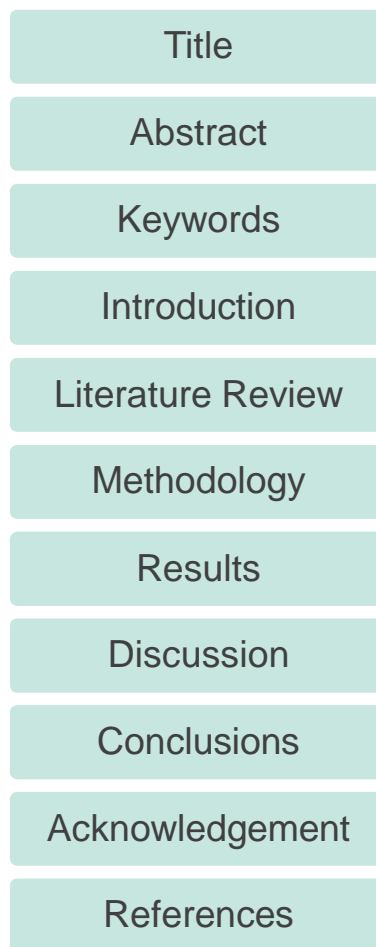 Title
Abstract
Keywords
Introduction
Literature Review
Methodology
Results
Discussion
Conclusions
Acknowledgement
References